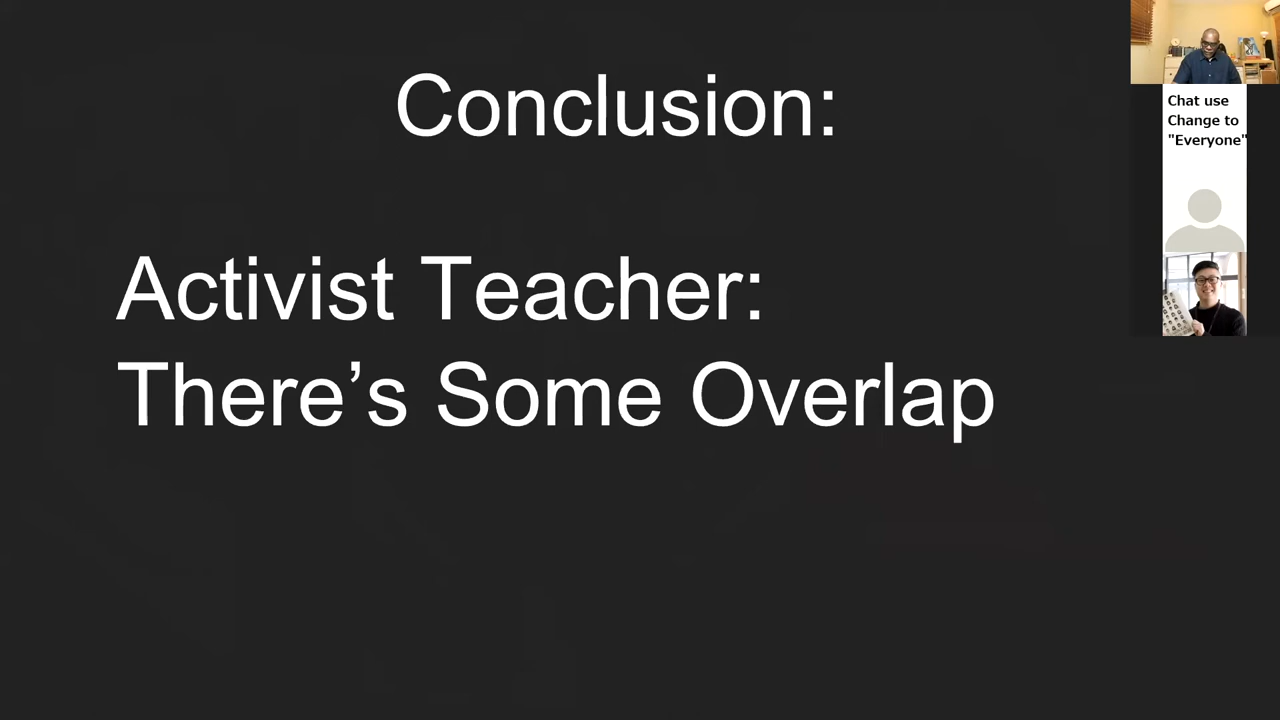 Conclusion:
Activist Teacher:
There’s Some Overlap
Chat use
Change to
"Everyone"